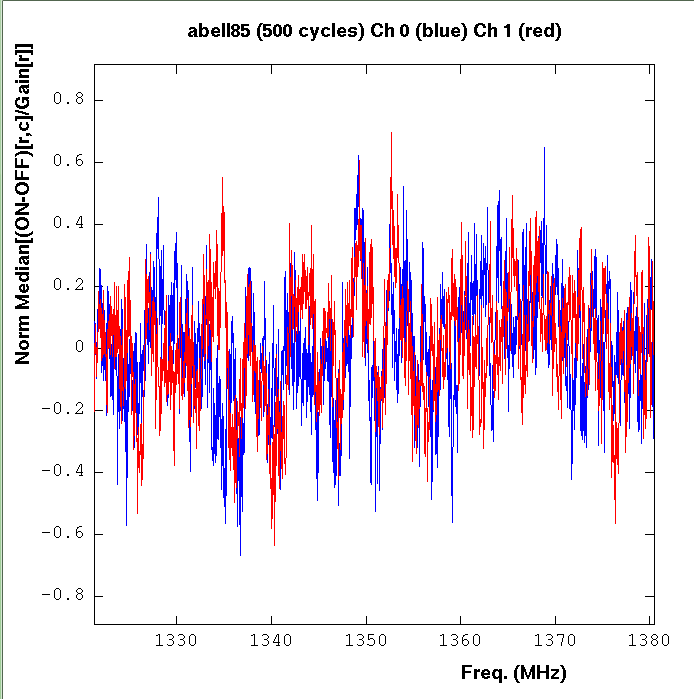 abell85 (500 cycles) Ch 0 (blue) Ch 1 (red)
Norm Median[(ON-OFF)[r,c]/Gain[r]]
0.8
0.6
0.4
0.2
0
-0.2
-0.4
-0.6
-0.8
1330 1340 1350 1360 1370 1380
Freq. (MHz)